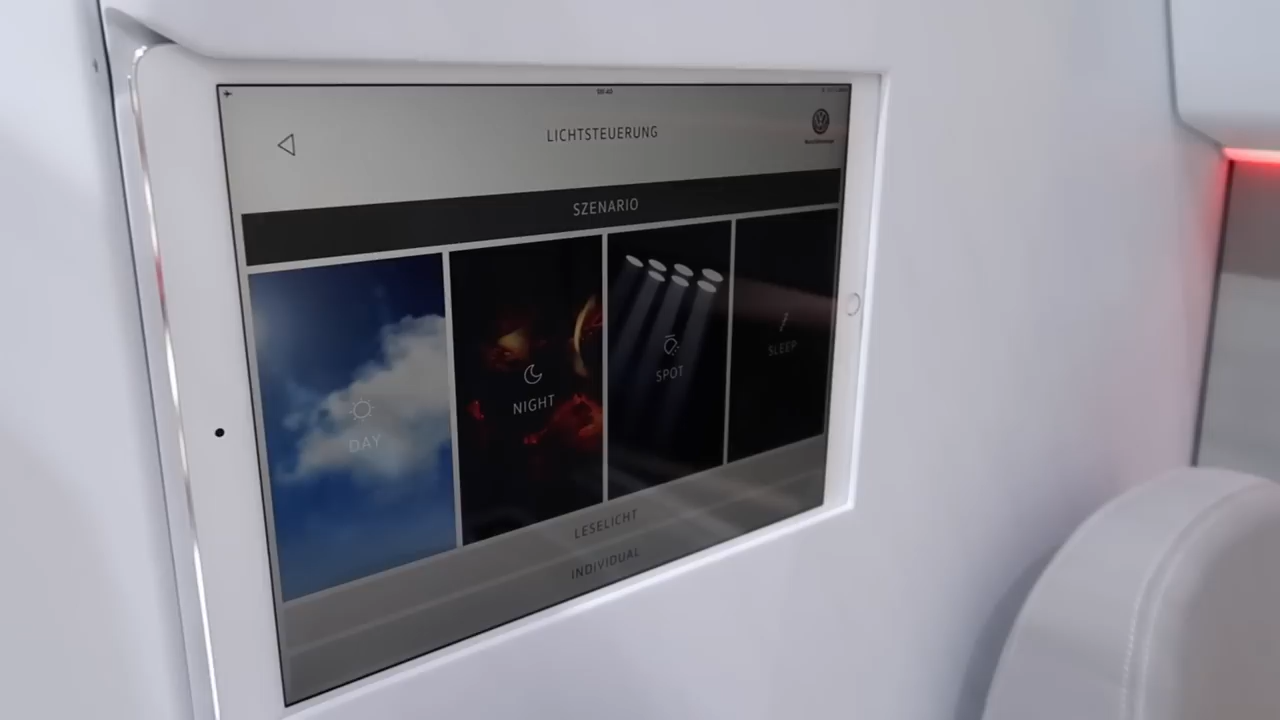 LICHTSTEUERUNG
SZENARIO
DAY
NIGHT
SPOT
SLEEP
LESELICHT
INDIVIDUAL